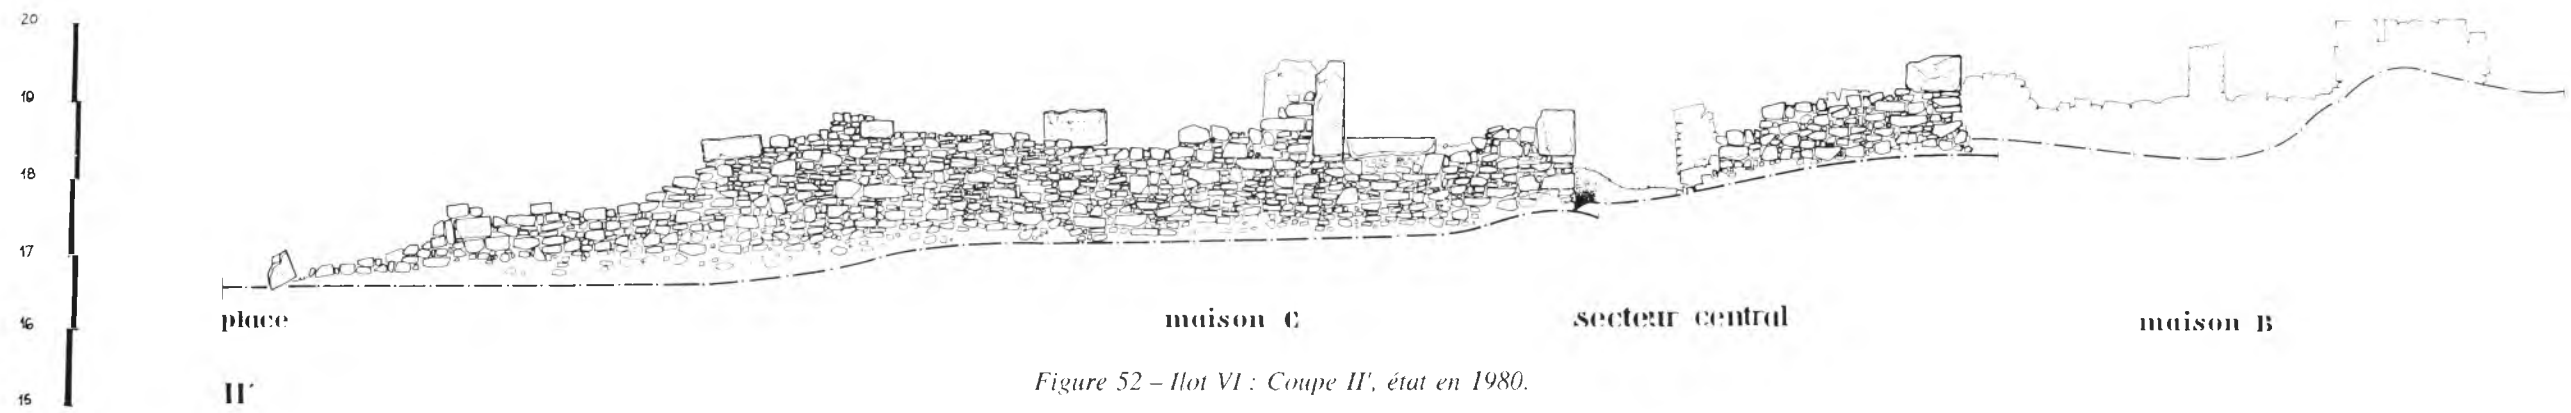 20
19
18
17
16
15
place
maison C
secteur central
maison B
II'
Figure 52 – Ilot VI : Coupe II', état en 1980.